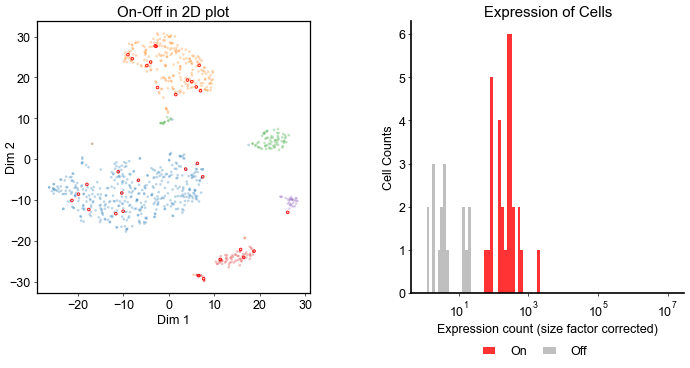 On-Off in 2D plot
Dim 2
30
20
10
0
−10
−20
−30
−20 −10 0 10 20 30
Dim 1
Expression of Cells
Cell Counts
6
5
4
3
2
1
0
10^1 10^3 10^5 10^7
Expression count (size factor corrected)
On Off